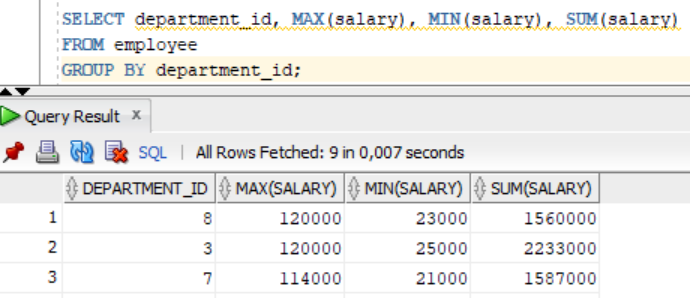 SELECT department_id, MAX(salary), MIN(salary), SUM(salary)
FROM employee
GROUP BY department_id;
Query Result x
SQL | All Rows Fetched: 9 in 0,007 seconds
DEPARTMENT_ID MAX(SALARY) MIN(SALARY) SUM(SALARY)
1 8 120000 23000 1560000
2 3 120000 25000 2233000
3 7 114000 21000 1587000